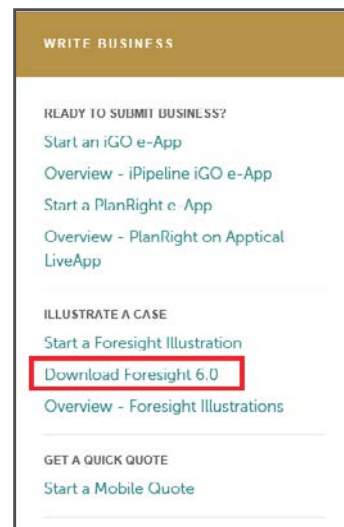 WRITE BUSINESS
READY TO SUBMIT BUSINESS?
Start an iGO e-App
Overview - iPipeline iGO e-App
Start a PlanRight e-App
Overview - PlanRight on Apptical
LiveApp
ILLUSTRATE A CASE
Start a Foresight Illustration
Download Foresight 6.0
Overview - Foresight Illustrations
GET A QUICK QUOTE
Start a Mobile Quote